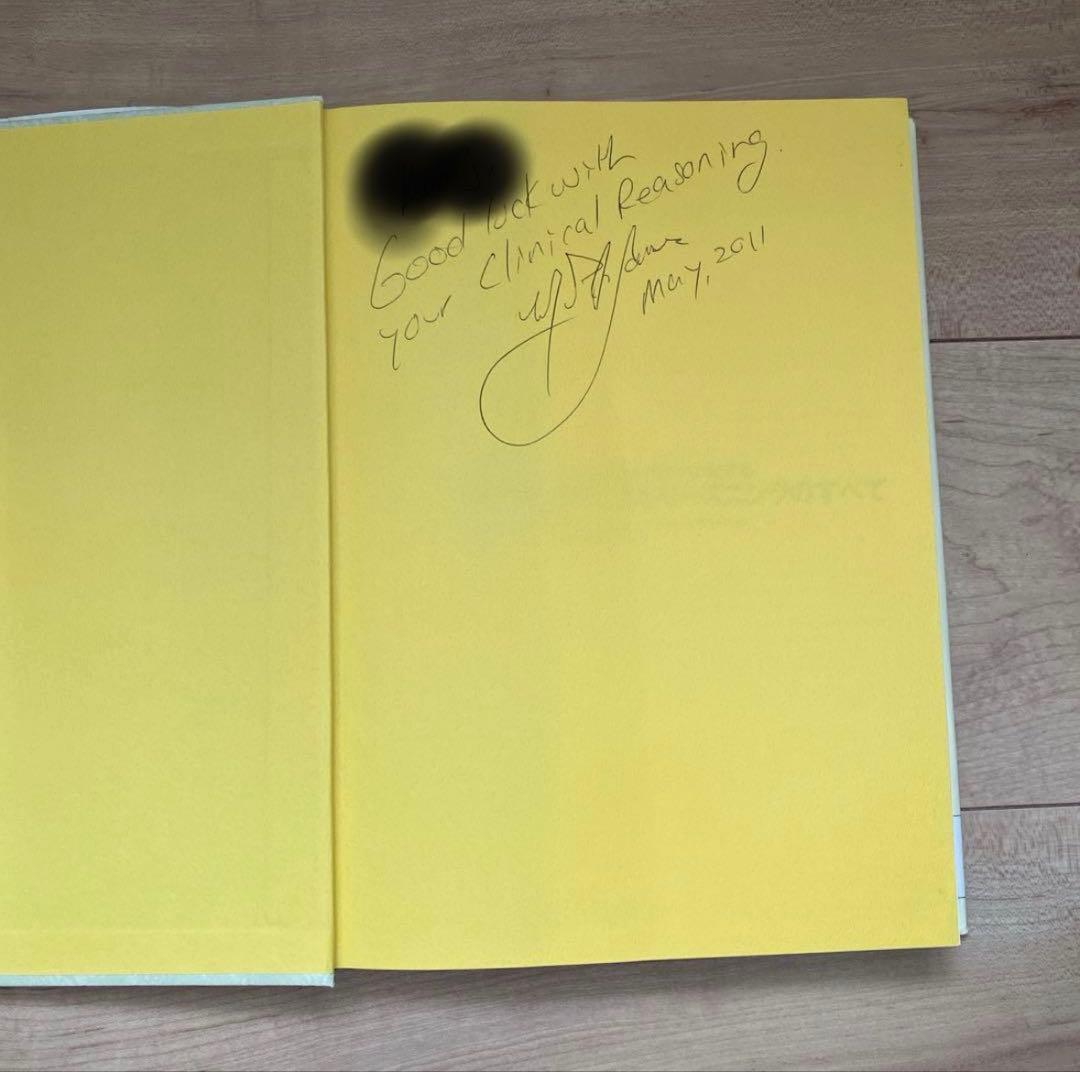 Good luck with
your Clinical Reasoning.
May, 2011